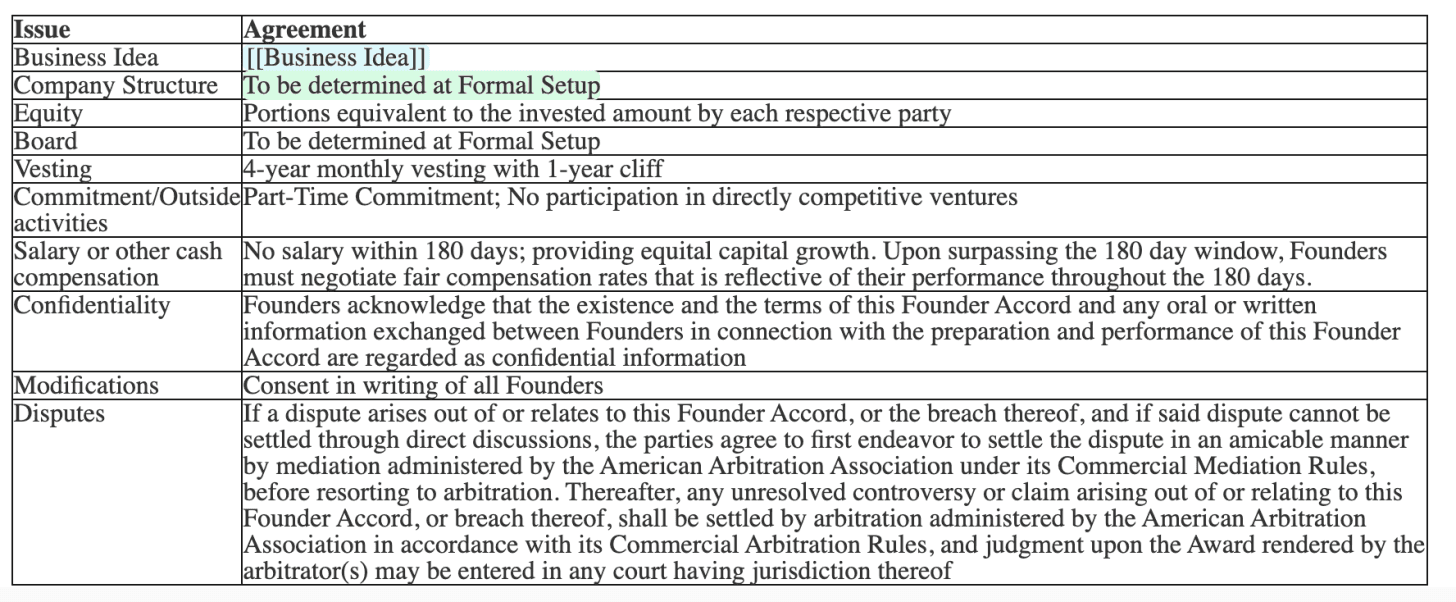 Issue Agreement
Business Idea [[Business Idea]]
Company Structure To be determined at Formal Setup
Equity Portions equivalent to the invested amount by each respective party
Board To be determined at Formal Setup
Vesting 4-year monthly vesting with 1-year cliff
Commitment/Outside Part-Time Commitment; No participation in directly competitive ventures
activities
Salary or other cash No salary within 180 days; providing equital capital growth. Upon surpassing the 180 day window, Founders
compensation must negotiate fair compensation rates that is reflective of their performance throughout the 180 days.
Confidentiality Founders acknowledge that the existence and the terms of this Founder Accord and any oral or written
information exchanged between Founders in connection with the preparation and performance of this Founder
Accord are regarded as confidential information
Modifications Consent in writing of all Founders
Disputes If a dispute arises out of or relates to this Founder Accord, or the breach thereof, and if said dispute cannot be
settled through direct discussions, the parties agree to first endeavor to settle the dispute in an amicable manner
by mediation administered by the American Arbitration Association under its Commercial Mediation Rules,
before resorting to arbitration. Thereafter, any unresolved controversy or claim arising out of or relating to this
Founder Accord, or breach thereof, shall be settled by arbitration administered by the American Arbitration
Association in accordance with its Commercial Arbitration Rules, and judgment upon the Award rendered by the
arbitrator(s) may be entered in any court having jurisdiction thereof